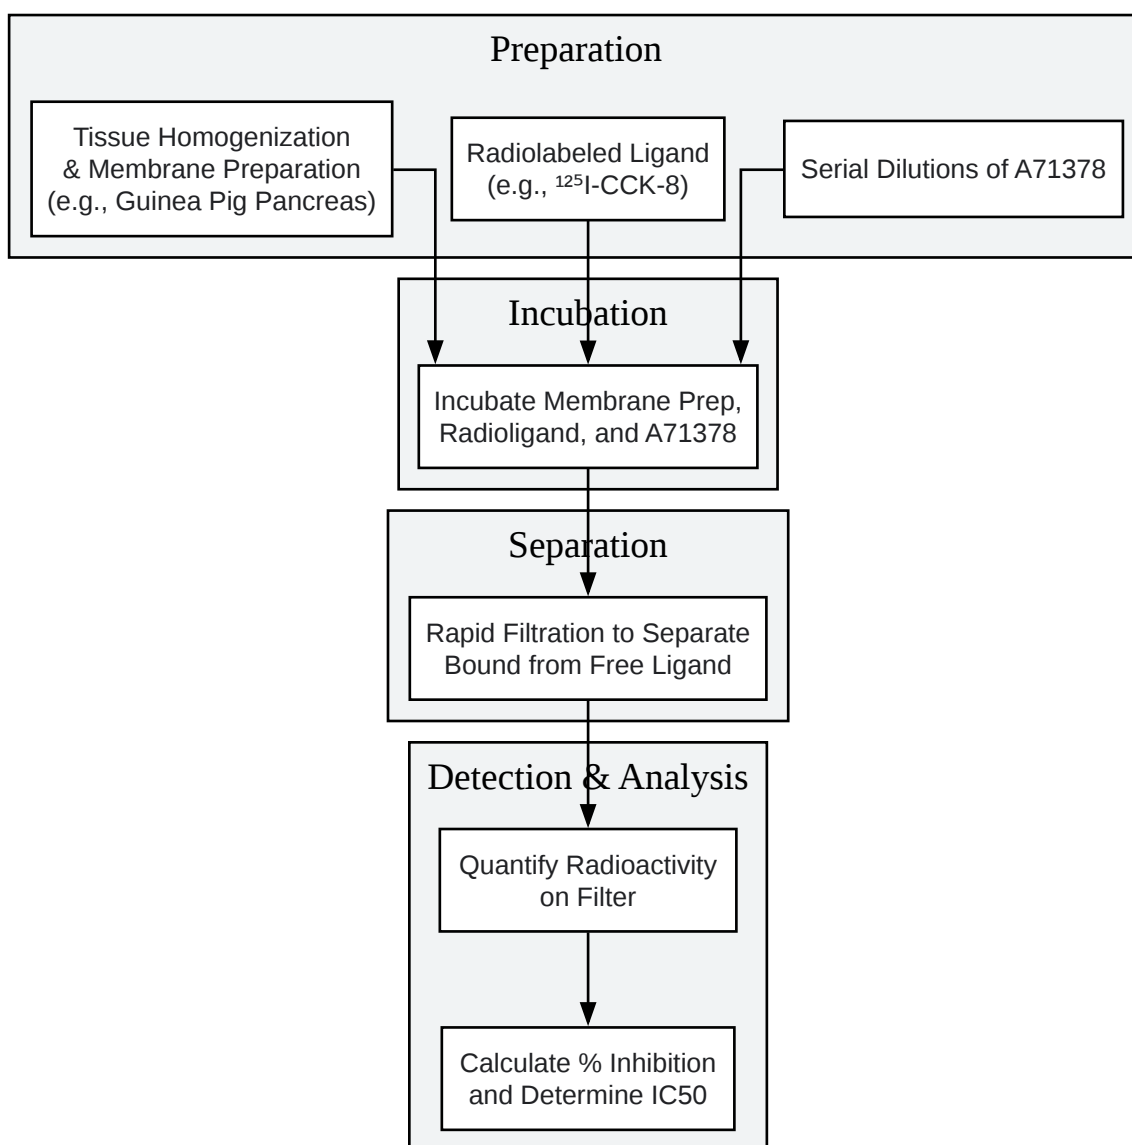 Preparation
Tissue Homogenization
& Membrane Preparation
(e.g., Guinea Pig Pancreas)
Radiolabeled Ligand
(e.g., ¹²⁵I-CCK-8)
Serial Dilutions of A71378
Incubation
Incubate Membrane Prep,
Radioligand, and A71378
Separation
Rapid Filtration to Separate
Bound from Free Ligand
Detection & Analysis
Quantify Radioactivity
on Filter
Calculate % Inhibition
and Determine IC50